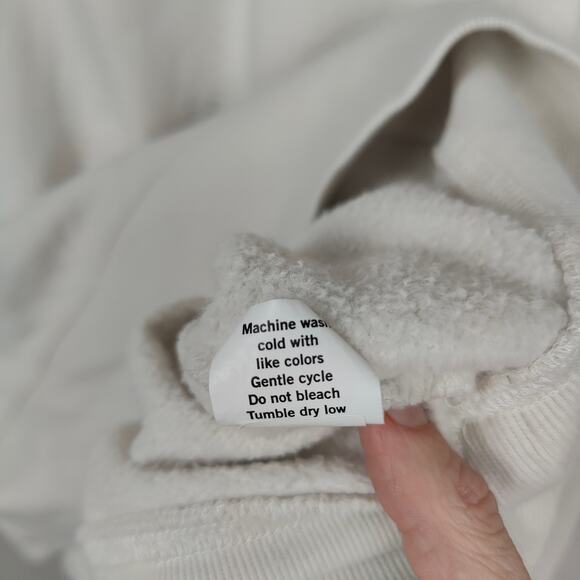 Machine wash
cold with
like colors
Gentle cycle
Do not bleach
Tumble dry low